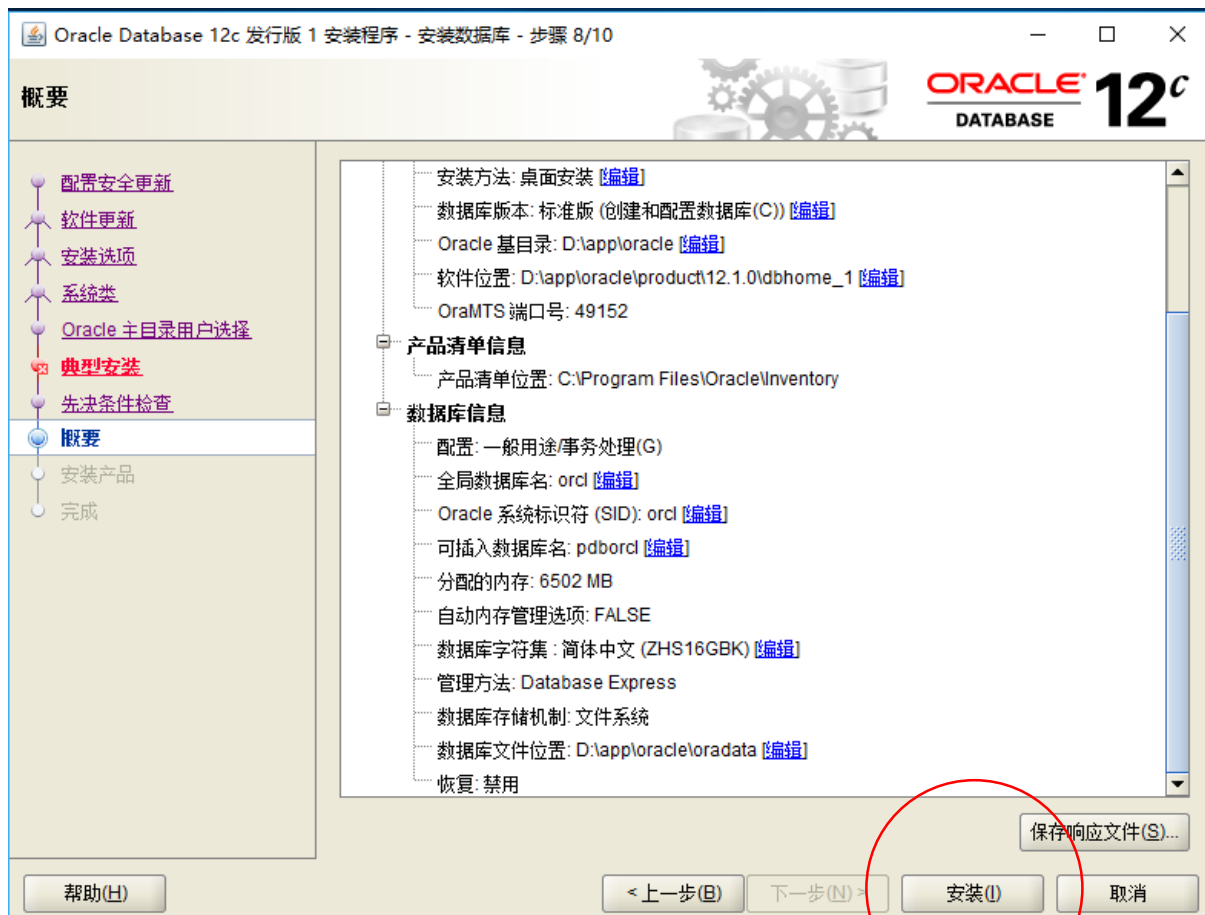 Oracle Database 12c 发行版 1 安装程序 - 安装数据库 - 步骤 8/10
概要
ORACLE
DATABASE
12c
配置安全更新
软件更新
安装选项
系统类
Oracle 主目录用户选择
典型安装
先决条件检查
概要
安装产品
完成
安装方法: 桌面安装 [编辑]
数据库版本: 标准版 (创建和配置数据库(C)) [编辑]
Oracle 基目录: D:\app\oracle [编辑]
软件位置: D:\app\oracle\product\12.1.0\dbhome_1 [编辑]
OraMTS 端口号: 49152
产品清单信息
产品清单位置: C:\Program Files\Oracle\Inventory
数据库信息
配置: 一般用途/事务处理(G)
全局数据库名: orcl [编辑]
Oracle 系统标识符 (SID): orcl [编辑]
可插入数据库名: pdborcl [编辑]
分配的内存: 6502 MB
自动内存管理选项: FALSE
数据库字符集 : 简体中文 (ZHS16GBK) [编辑]
管理方法: Database Express
数据库存储机制: 文件系统
数据库文件位置: D:\app\oracle\oradata [编辑]
恢复: 禁用
保存响应文件(S)...
帮助(H)
< 上一步(B)
下一步(N) >
安装(I)
取消